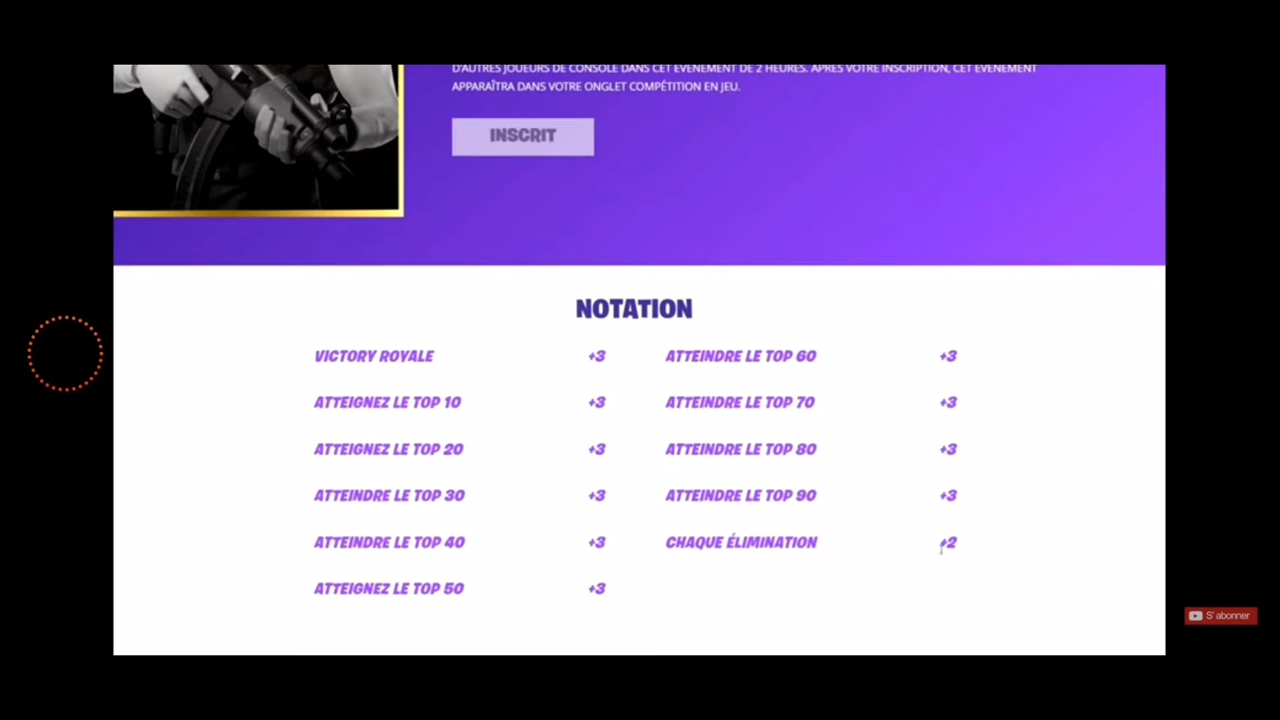 D'AUTRES JOUEURS DE CONSOLE DANS CET ÉVÉNEMENT DE 2 HEURES. APRÈS VOTRE INSCRIPTION, CET ÉVÉNEMENT
APPARAÎTRA DANS VOTRE ONGLET COMPÉTITION EN JEU.
INSCRIT
NOTATION
VICTORY ROYALE +3
ATTEIGNEZ LE TOP 10 +3
ATTEIGNEZ LE TOP 20 +3
ATTEINDRE LE TOP 30 +3
ATTEINDRE LE TOP 40 +3
ATTEIGNEZ LE TOP 50 +3
ATTEINDRE LE TOP 60 +3
ATTEINDRE LE TOP 70 +3
ATTEINDRE LE TOP 80 +3
ATTEINDRE LE TOP 90 +3
CHAQUE ÉLIMINATION +2
S'abonner